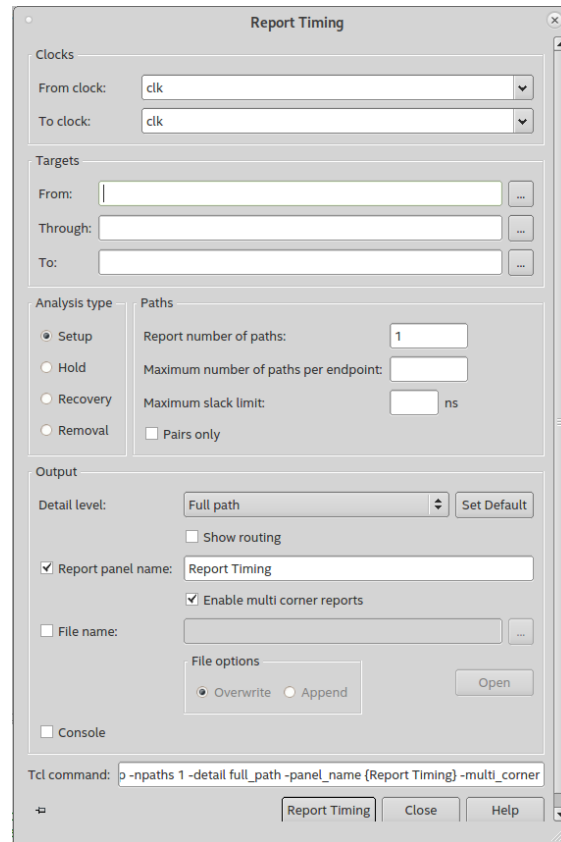 Report Timing
Clocks
From clock: clk
To clock: clk
Targets
From: ...
Through: ...
To: ...
Analysis type Paths
Setup Report number of paths: 1
Hold Maximum number of paths per endpoint:
Recovery Maximum slack limit: ns
Removal Pairs only
Output
Detail level: Full path Set Default
Show routing
Report panel name: Report Timing
Enable multi corner reports
File name: ...
File options
Overwrite Append Open
Console
Tcl command: -npaths 1 -detail full_path -panel_name {Report Timing} -multi_corner
Report Timing Close Help